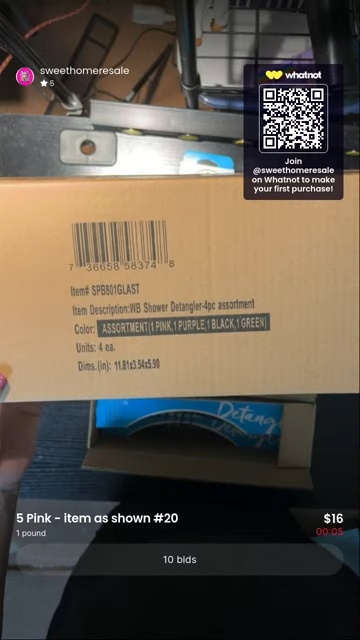 sweethomeresale
★5
whatnot
Join
@sweethomeresale
on Whatnot to make
your first purchase!
7 36658 58374 8
Item# SPB801GLAST
Item Description:WB Shower Detangler-4pc assortment
Color: ASSORTMENT(1 PINK,1 PURPLE,1 BLACK,1 GREEN)
Units: 4 ea.
Dims.(in): 11.81x3.54x5.90
5 Pink - item as shown #20
$16
1 pound
00:05
10 bids